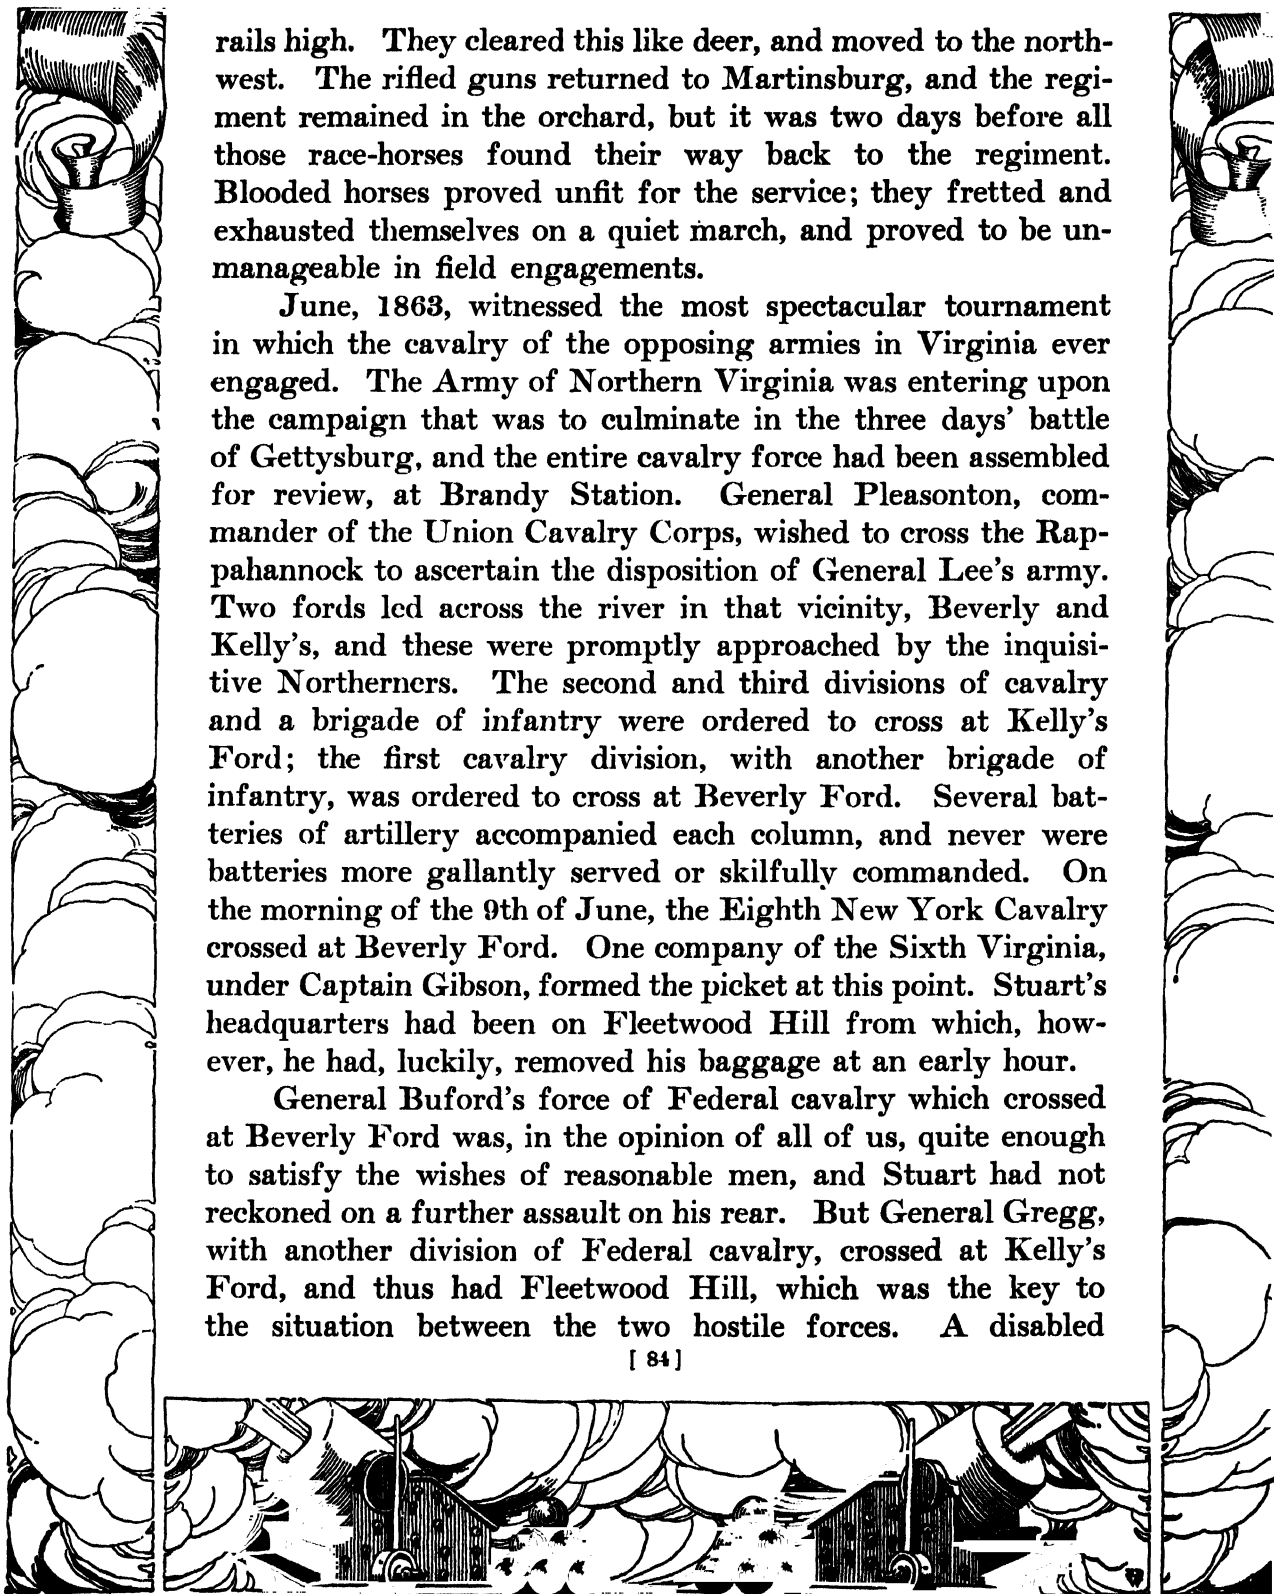 rails high. They cleared this like deer, and moved to the north-
west. The rifled guns returned to Martinsburg, and the regi-
ment remained in the orchard, but it was two days before all
those race-horses found their way back to the regiment.
Blooded horses proved unfit for the service; they fretted and
exhausted themselves on a quiet march, and proved to be un-
manageable in field engagements.
June, 1863, witnessed the most spectacular tournament
in which the cavalry of the opposing armies in Virginia ever
engaged. The Army of Northern Virginia was entering upon
the campaign that was to culminate in the three days' battle
of Gettysburg, and the entire cavalry force had been assembled
for review, at Brandy Station. General Pleasonton, com-
mander of the Union Cavalry Corps, wished to cross the Rap-
pahannock to ascertain the disposition of General Lee's army.
Two fords led across the river in that vicinity, Beverly and
Kelly's, and these were promptly approached by the inquisi-
tive Northerners. The second and third divisions of cavalry
and a brigade of infantry were ordered to cross at Kelly's
Ford; the first cavalry division, with another brigade of
infantry, was ordered to cross at Beverly Ford. Several bat-
teries of artillery accompanied each column, and never were
batteries more gallantly served or skilfully commanded. On
the morning of the 9th of June, the Eighth New York Cavalry
crossed at Beverly Ford. One company of the Sixth Virginia,
under Captain Gibson, formed the picket at this point. Stuart's
headquarters had been on Fleetwood Hill from which, how-
ever, he had, luckily, removed his baggage at an early hour.
General Buford's force of Federal cavalry which crossed
at Beverly Ford was, in the opinion of all of us, quite enough
to satisfy the wishes of reasonable men, and Stuart had not
reckoned on a further assault on his rear. But General Gregg,
with another division of Federal cavalry, crossed at Kelly's
Ford, and thus had Fleetwood Hill, which was the key to
the situation between the two hostile forces. A disabled
[ 84 ]